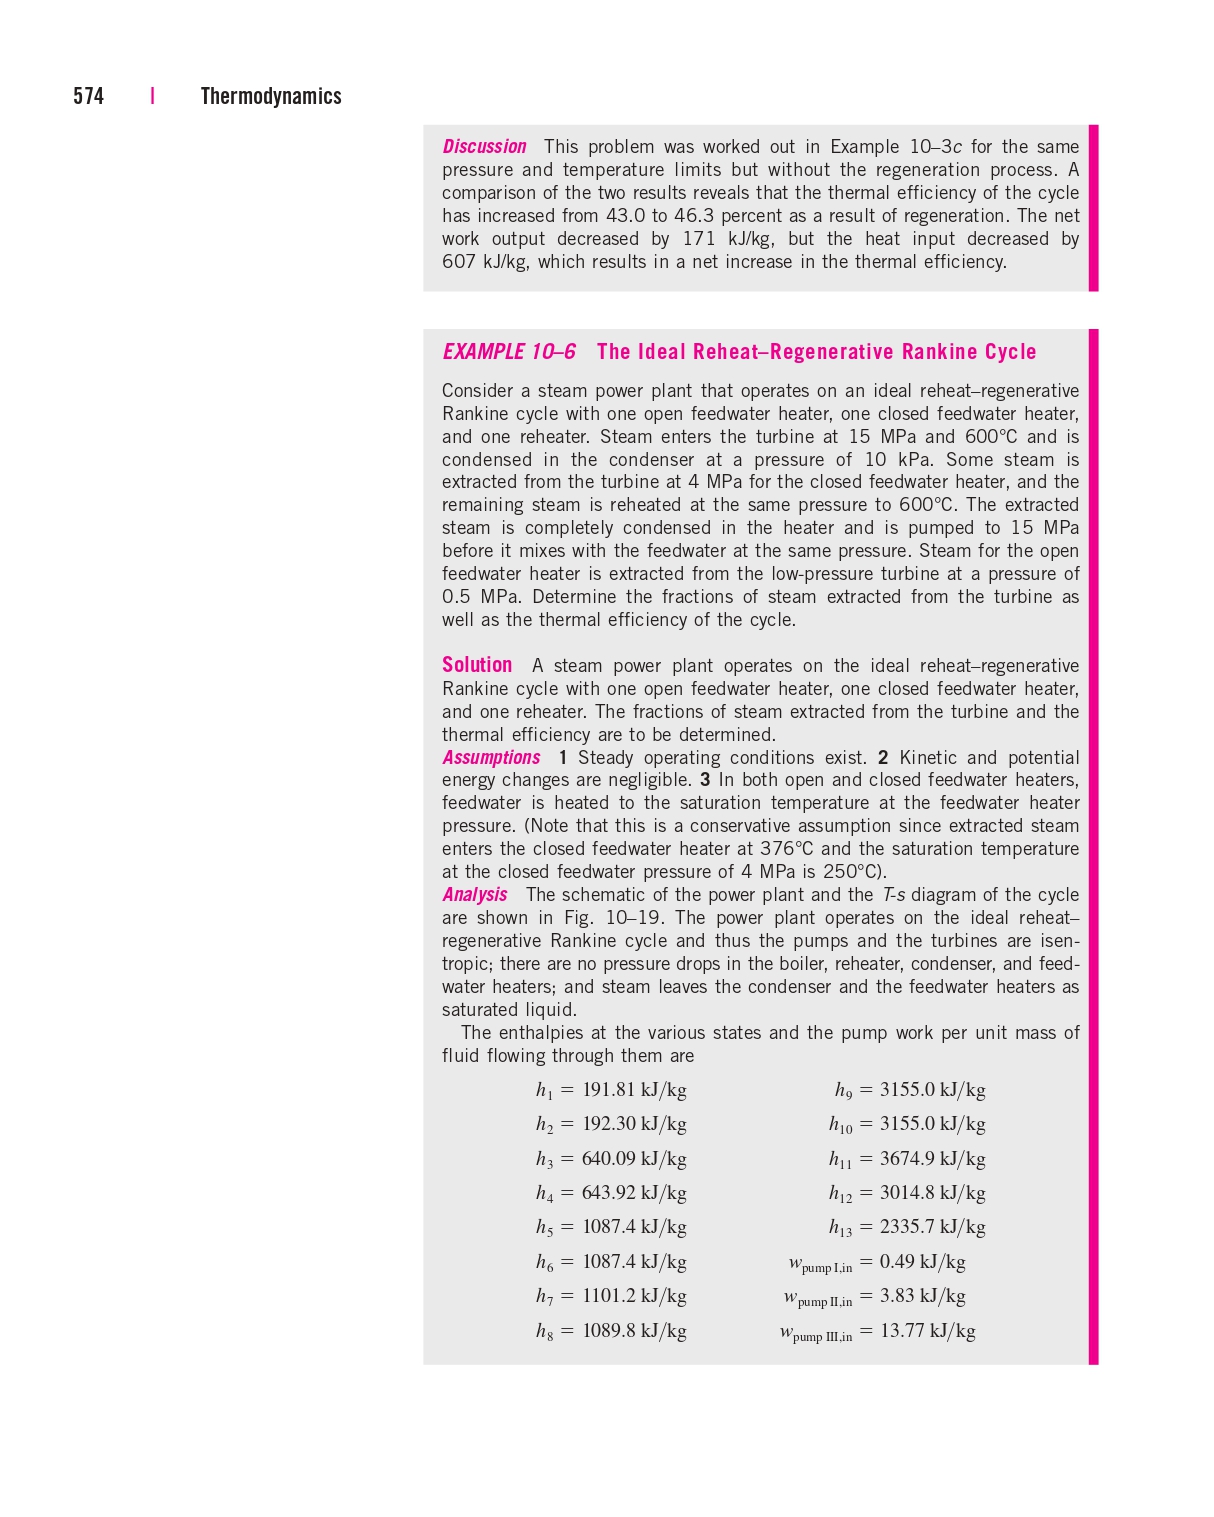 574 | Thermodynamics
Discussion This problem was worked out in Example 10–3c for the same
pressure and temperature limits but without the regeneration process. A
comparison of the two results reveals that the thermal efficiency of the cycle
has increased from 43.0 to 46.3 percent as a result of regeneration. The net
work output decreased by 171 kJ/kg, but the heat input decreased by
607 kJ/kg, which results in a net increase in the thermal efficiency.
EXAMPLE 10–6 The Ideal Reheat–Regenerative Rankine Cycle
Consider a steam power plant that operates on an ideal reheat–regenerative
Rankine cycle with one open feedwater heater, one closed feedwater heater,
and one reheater. Steam enters the turbine at 15 MPa and 600°C and is
condensed in the condenser at a pressure of 10 kPa. Some steam is
extracted from the turbine at 4 MPa for the closed feedwater heater, and the
remaining steam is reheated at the same pressure to 600°C. The extracted
steam is completely condensed in the heater and is pumped to 15 MPa
before it mixes with the feedwater at the same pressure. Steam for the open
feedwater heater is extracted from the low-pressure turbine at a pressure of
0.5 MPa. Determine the fractions of steam extracted from the turbine as
well as the thermal efficiency of the cycle.
Solution A steam power plant operates on the ideal reheat–regenerative
Rankine cycle with one open feedwater heater, one closed feedwater heater,
and one reheater. The fractions of steam extracted from the turbine and the
thermal efficiency are to be determined.
Assumptions 1 Steady operating conditions exist. 2 Kinetic and potential
energy changes are negligible. 3 In both open and closed feedwater heaters,
feedwater is heated to the saturation temperature at the feedwater heater
pressure. (Note that this is a conservative assumption since extracted steam
enters the closed feedwater heater at 376°C and the saturation temperature
at the closed feedwater pressure of 4 MPa is 250°C).
Analysis The schematic of the power plant and the T-s diagram of the cycle
are shown in Fig. 10–19. The power plant operates on the ideal reheat–
regenerative Rankine cycle and thus the pumps and the turbines are isen-
tropic; there are no pressure drops in the boiler, reheater, condenser, and feed-
water heaters; and steam leaves the condenser and the feedwater heaters as
saturated liquid.
The enthalpies at the various states and the pump work per unit mass of
fluid flowing through them are
h₁ = 191.81 kJ/kg h₉ = 3155.0 kJ/kg
h₂ = 192.30 kJ/kg h₁₀ = 3155.0 kJ/kg
h₃ = 640.09 kJ/kg h₁₁ = 3674.9 kJ/kg
h₄ = 643.92 kJ/kg h₁₂ = 3014.8 kJ/kg
h₅ = 1087.4 kJ/kg h₁₃ = 2335.7 kJ/kg
h₆ = 1087.4 kJ/kg w pump I,in = 0.49 kJ/kg
h₇ = 1101.2 kJ/kg w pump II,in = 3.83 kJ/kg
h₈ = 1089.8 kJ/kg w pump III,in = 13.77 kJ/kg